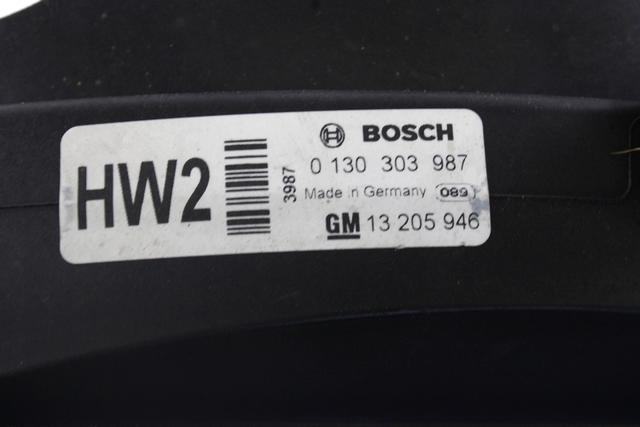 HW2
3987
BOSCH
0 130 303 987
Made in Germany 089
GM 13 205 946